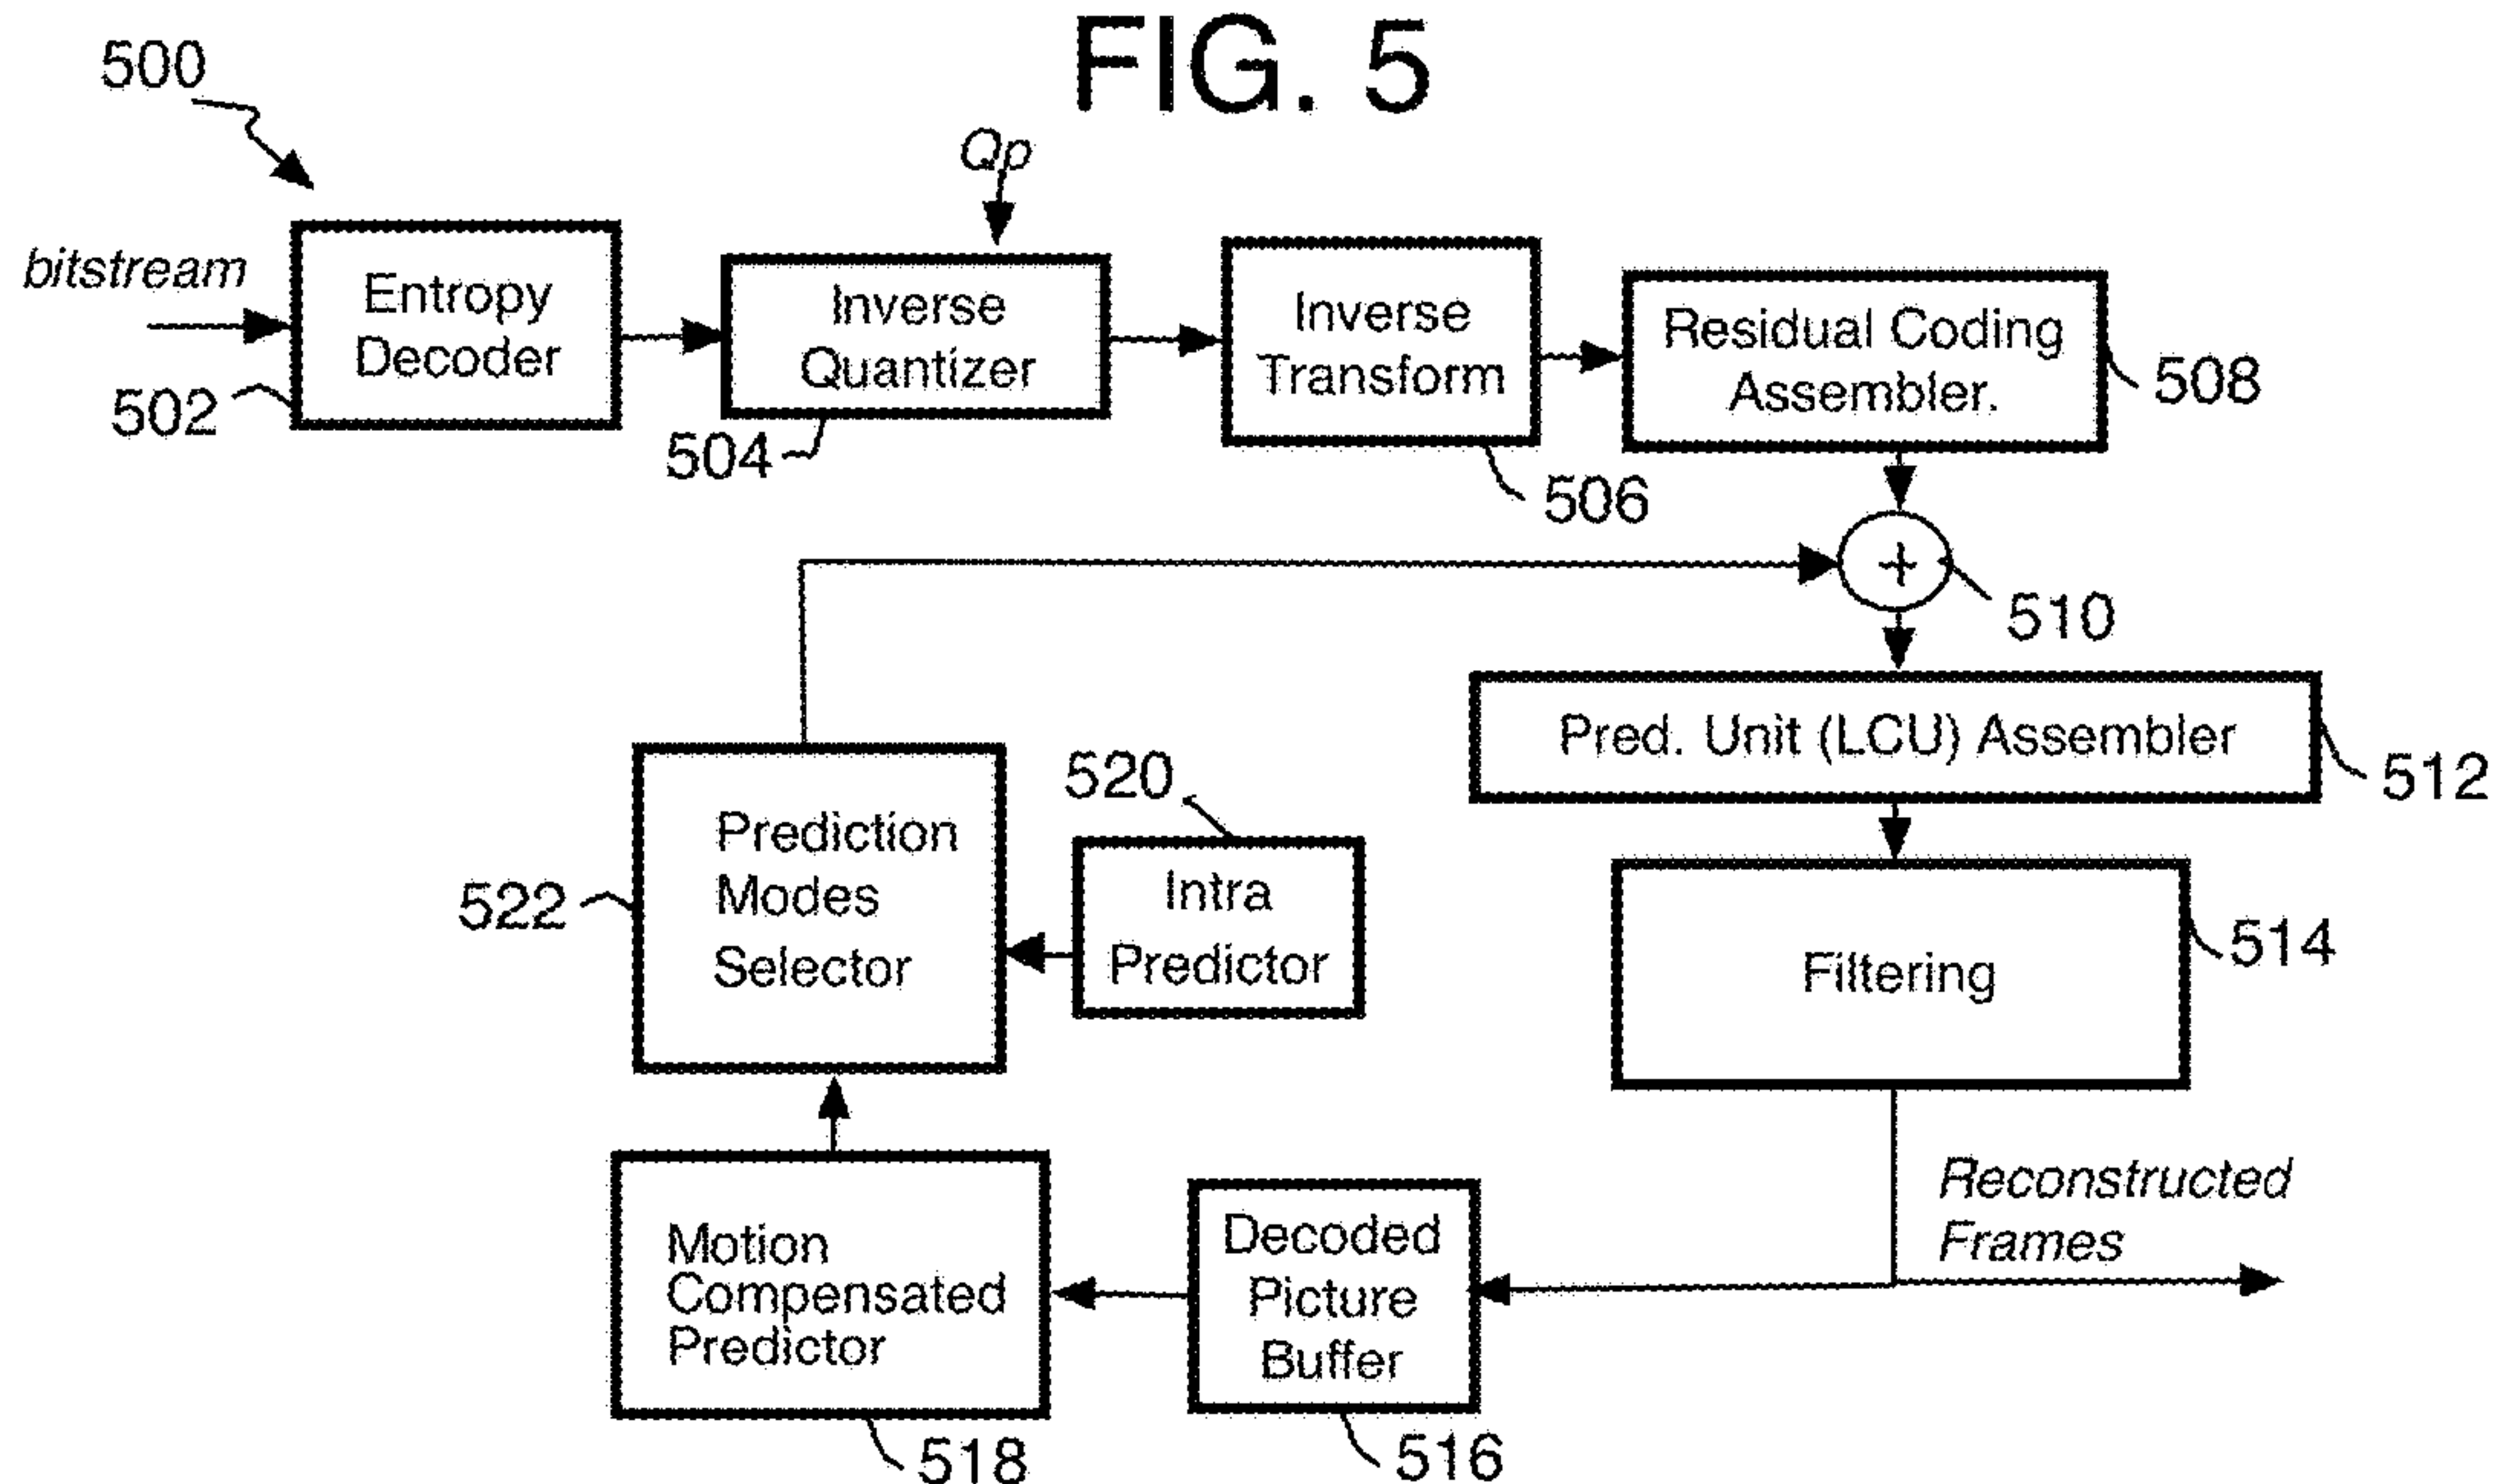 FIG. 5
500
Qp
bitstream
Entropy
Decoder
502
Inverse
Quantizer
504
Inverse
Transform
506
Residual Coding
Assembler.
508
+
510
Pred. Unit (LCU) Assembler
512
Prediction
Modes
Selector
522
520
Intra
Predictor
Filtering
514
Motion
Compensated
Predictor
518
Decoded
Picture
Buffer
516
Reconstructed
Frames